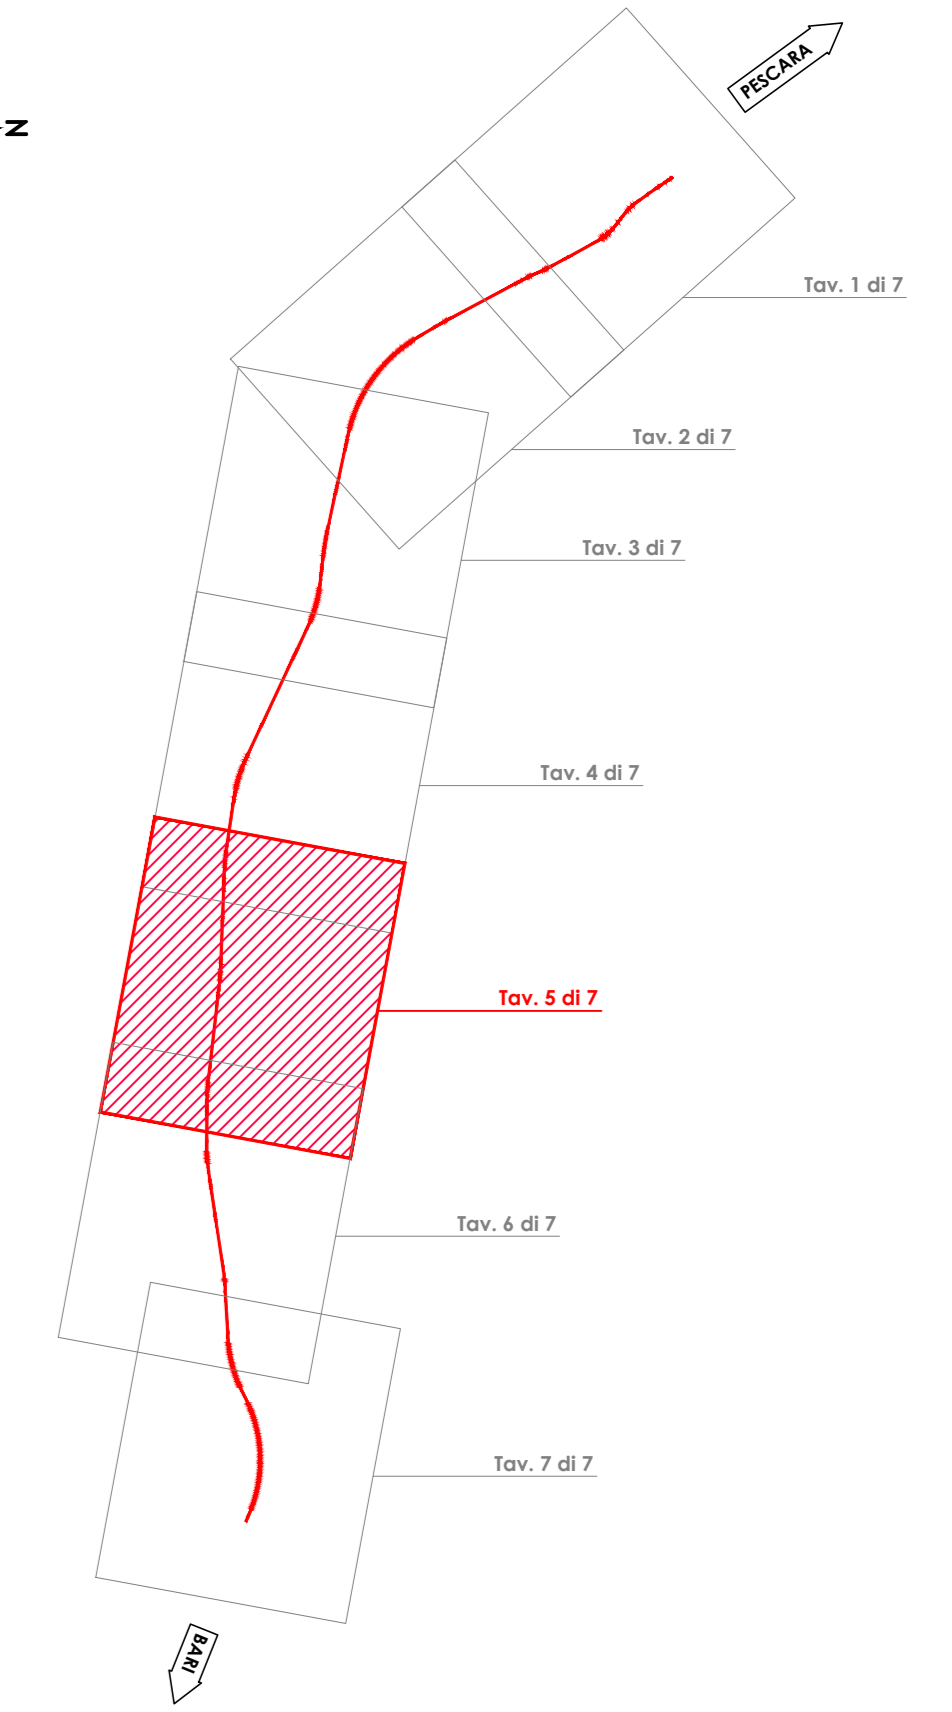 PESCARA
N
Tav. 1 di 7
Tav. 2 di 7
Tav. 3 di 7
Tav. 4 di 7
Tav. 5 di 7
Tav. 6 di 7
Tav. 7 di 7
BARI